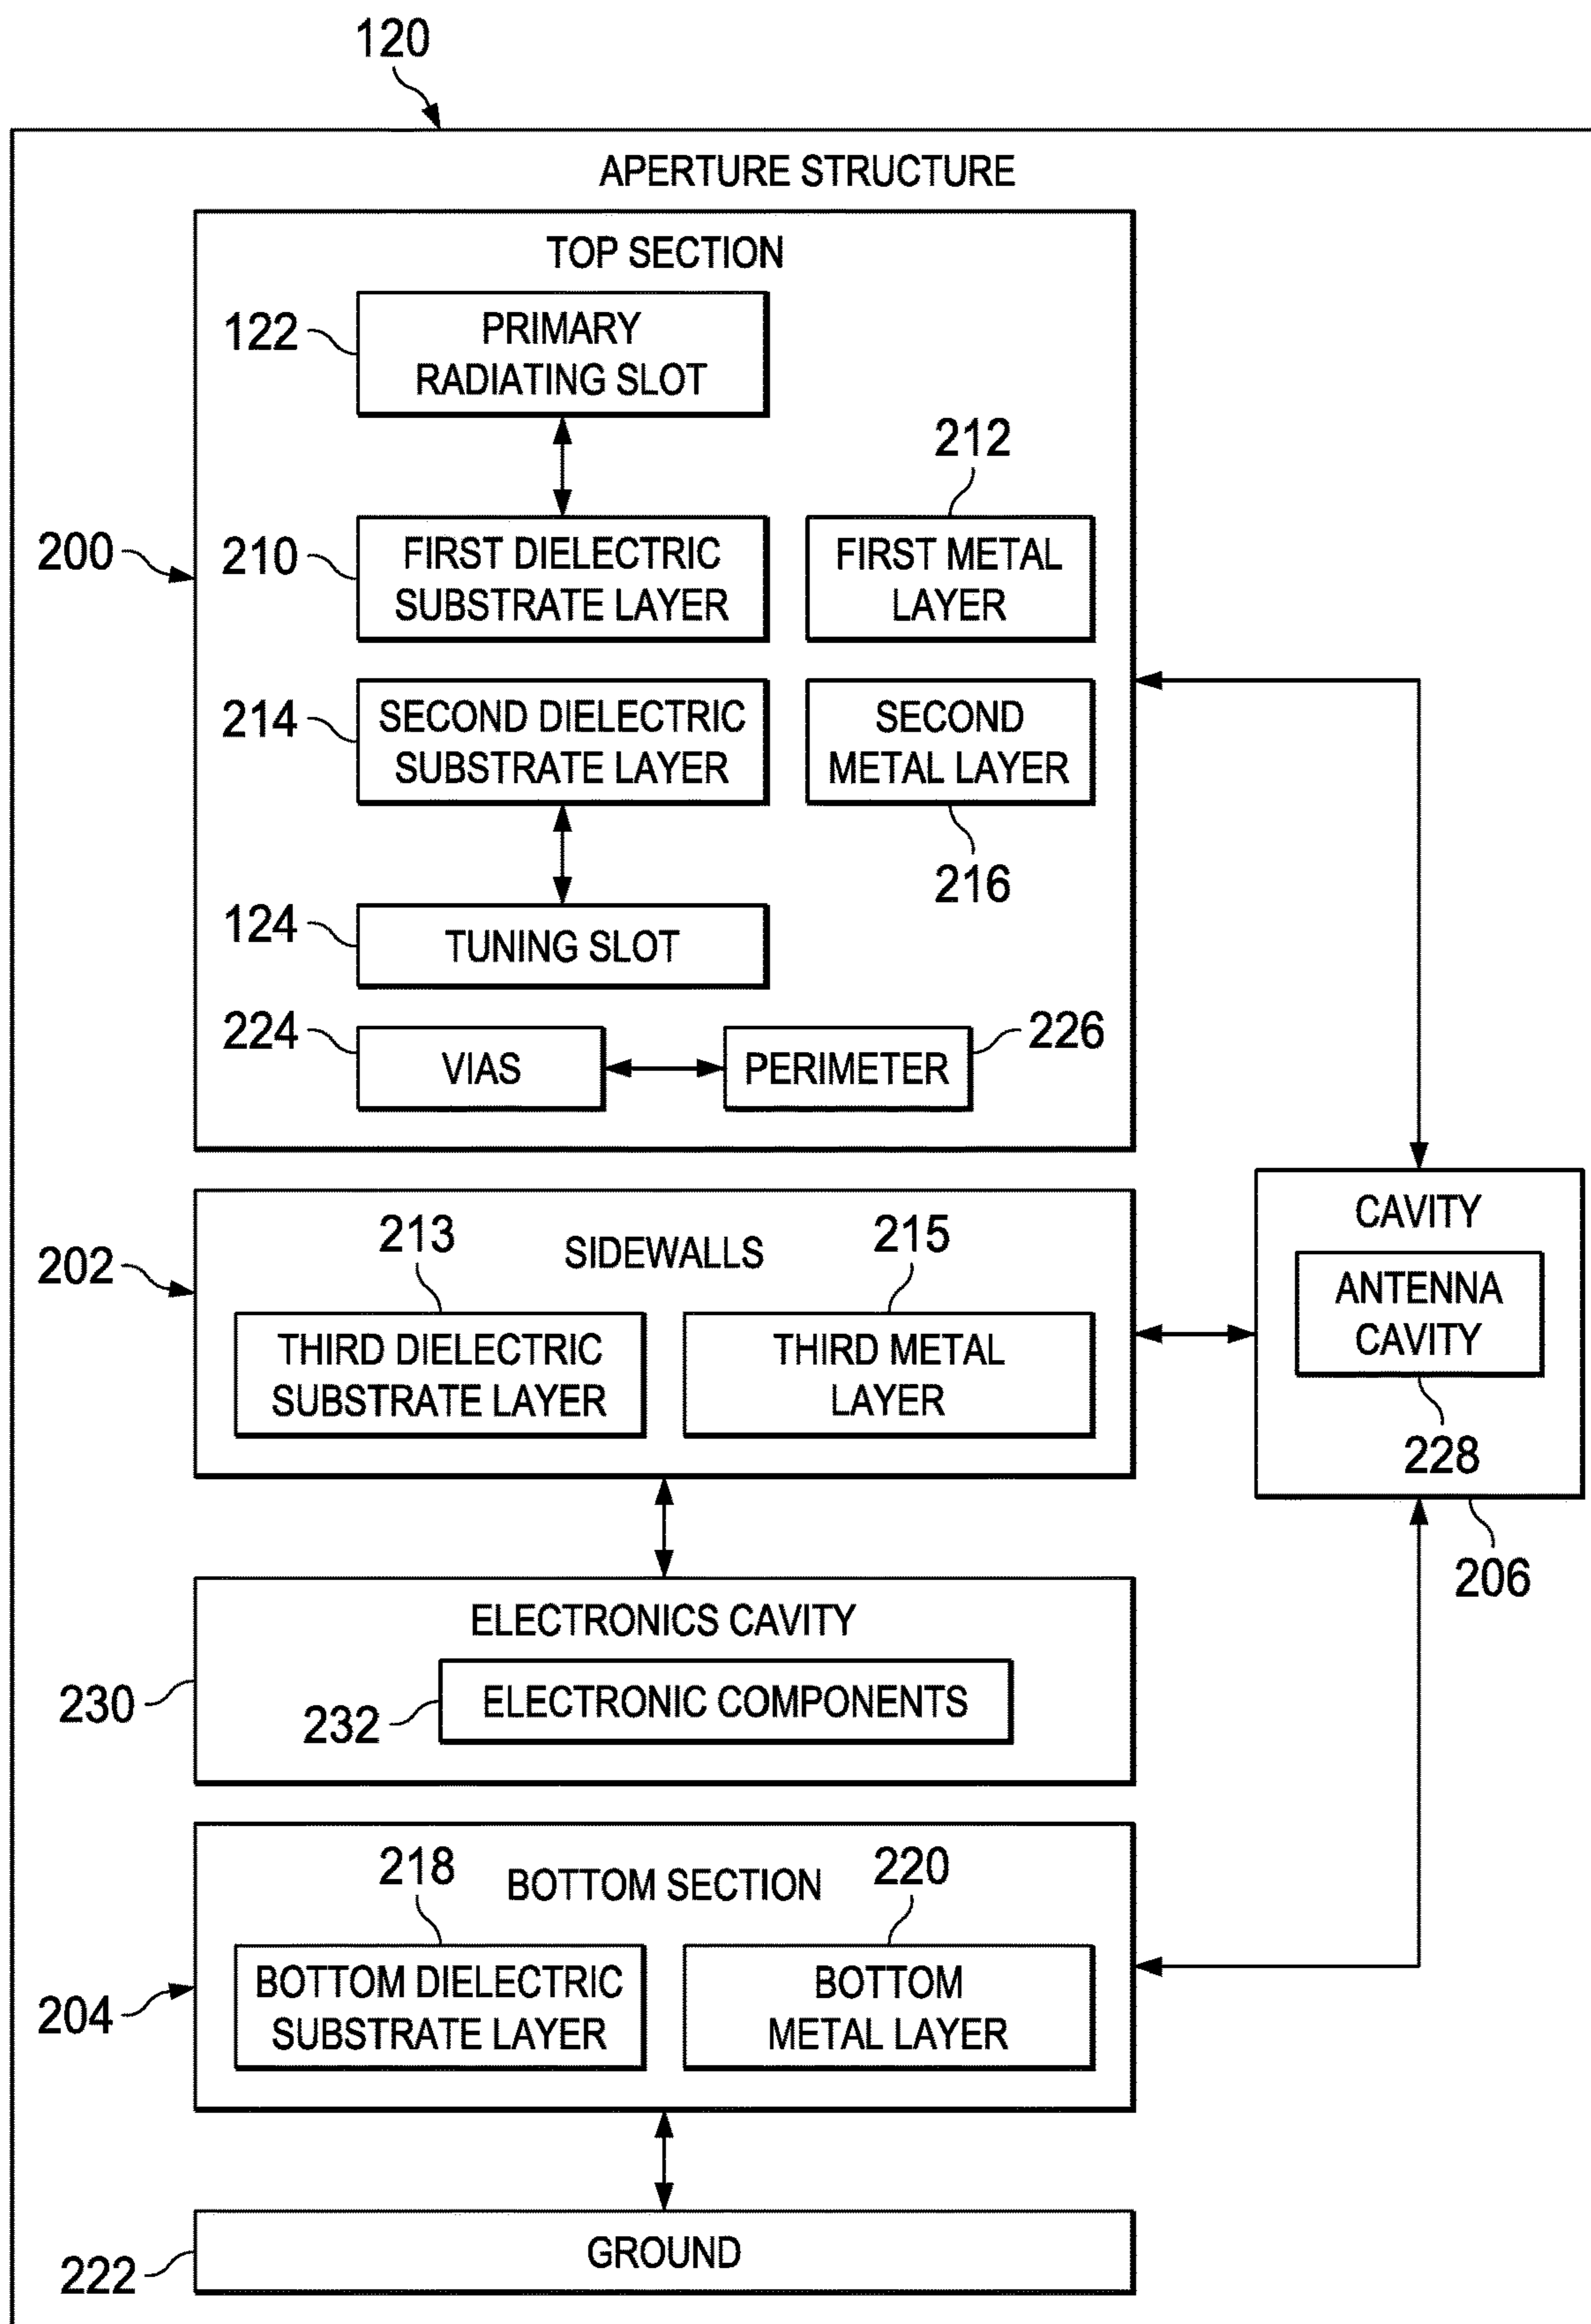 120
APERTURE STRUCTURE
TOP SECTION
122
PRIMARY
RADIATING SLOT
212
200
210
FIRST DIELECTRIC
SUBSTRATE LAYER
FIRST METAL
LAYER
214
SECOND DIELECTRIC
SUBSTRATE LAYER
SECOND
METAL LAYER
216
124
TUNING SLOT
224
VIAS
PERIMETER
226
202
213
SIDEWALLS
215
THIRD DIELECTRIC
SUBSTRATE LAYER
THIRD METAL
LAYER
CAVITY
ANTENNA
CAVITY
228
206
ELECTRONICS CAVITY
230
232
ELECTRONIC COMPONENTS
218
BOTTOM SECTION
220
204
BOTTOM DIELECTRIC
SUBSTRATE LAYER
BOTTOM
METAL LAYER
222
GROUND